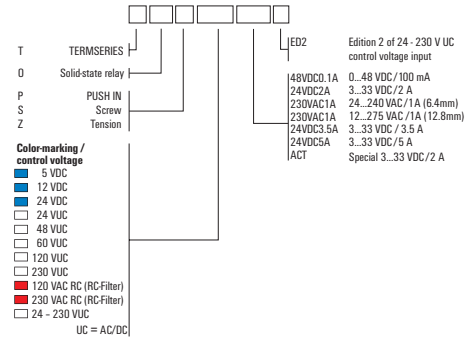 T TERMSERIES
O Solid-state relay
P PUSH IN
S Screw
Z Tension
Color-marking /
control voltage
5 VDC
12 VDC
24 VDC
24 VUC
48 VUC
60 VUC
120 VUC
230 VUC
120 VAC RC (RC-Filter)
230 VAC RC (RC-Filter)
24 – 230 VUC
UC = AC/DC
ED2 Edition 2 of 24 - 230 V UC
control voltage input
48VDC0.1A 0...48 VDC/100 mA
24VDC2A 3...33 VDC/2 A
230VAC1A 24...240 VAC/1A (6.4mm)
230VAC1A 12...275 VAC/1A (12.8mm)
24VDC3.5A 3...33 VDC / 3.5 A
24VDC5A 3...33 VDC/5 A
ACT Special 3...33 VDC/2 A